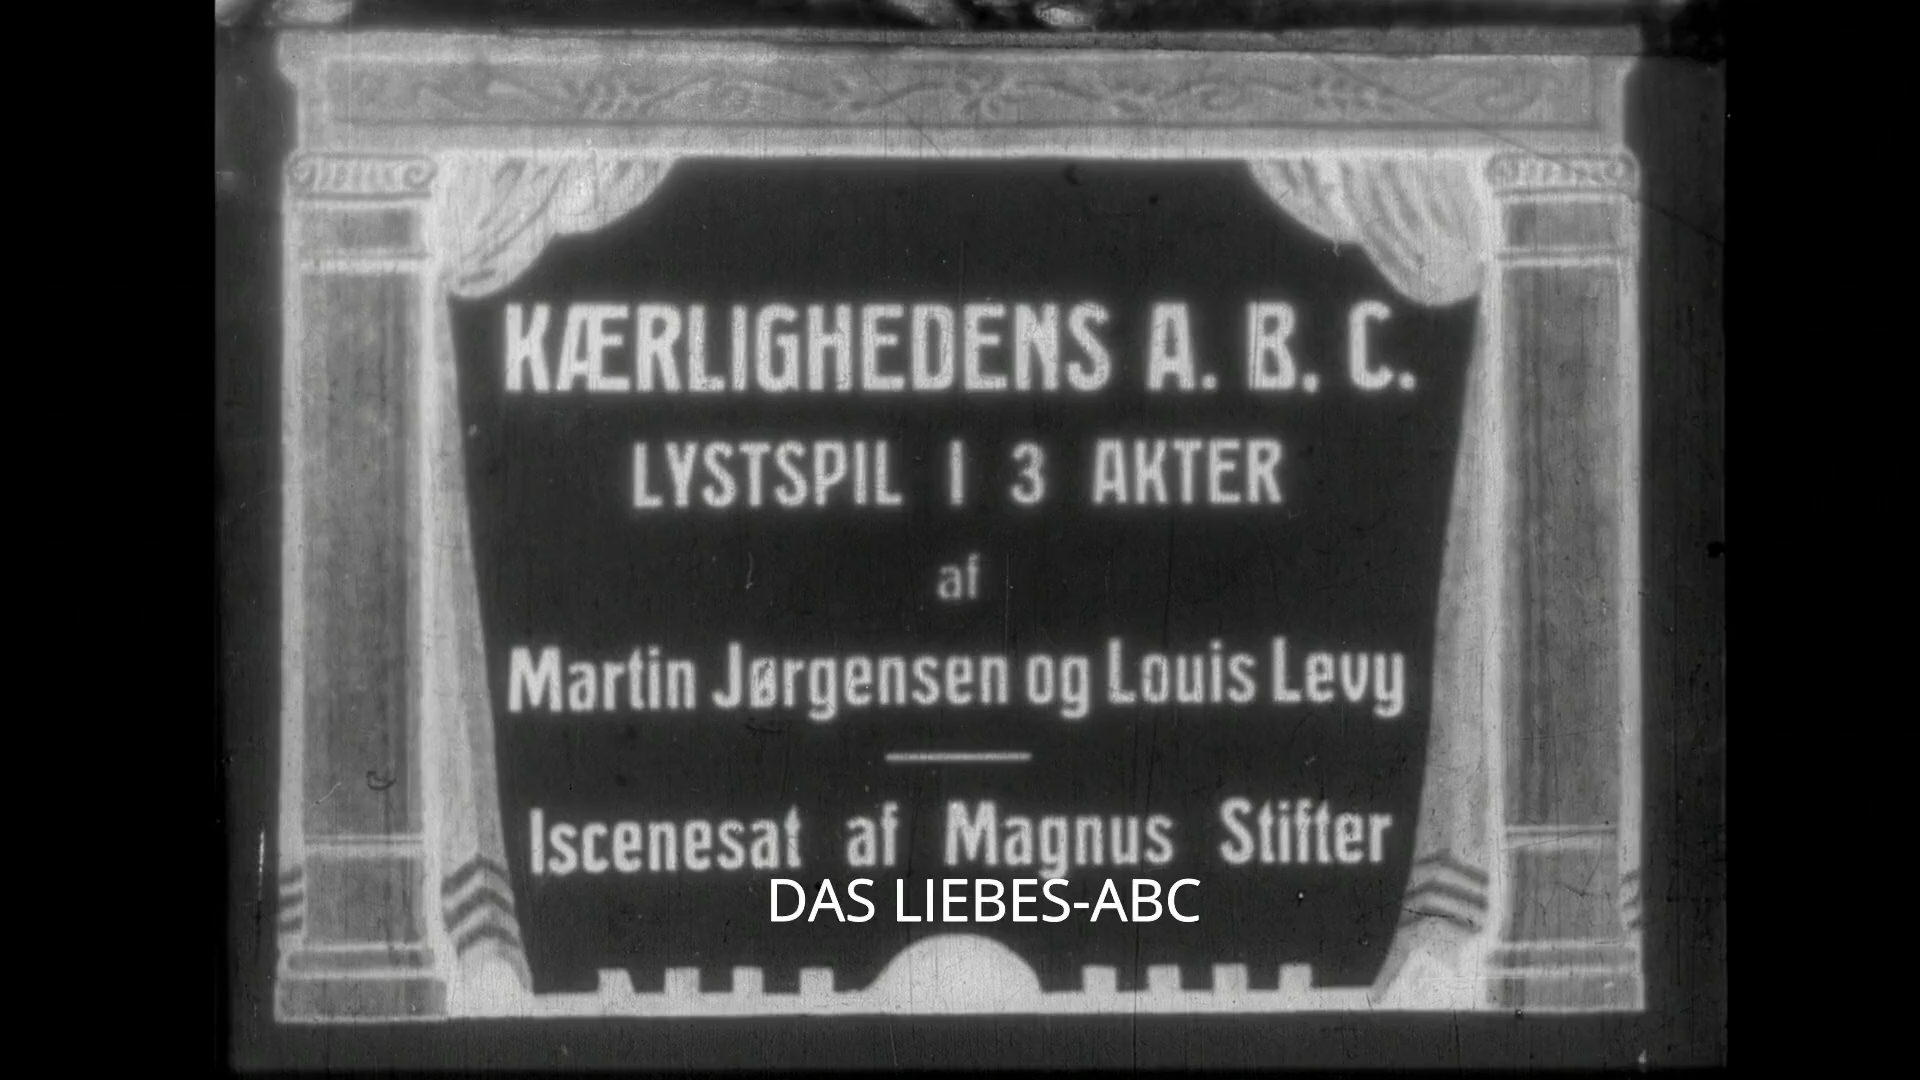 KÆRLIGHEDENS A. B. C.
LYSTSPIL I 3 AKTER
af
Martin Jørgensen og Louis Levy
Iscenesat af Magnus Stifter
DAS LIEBES-ABC